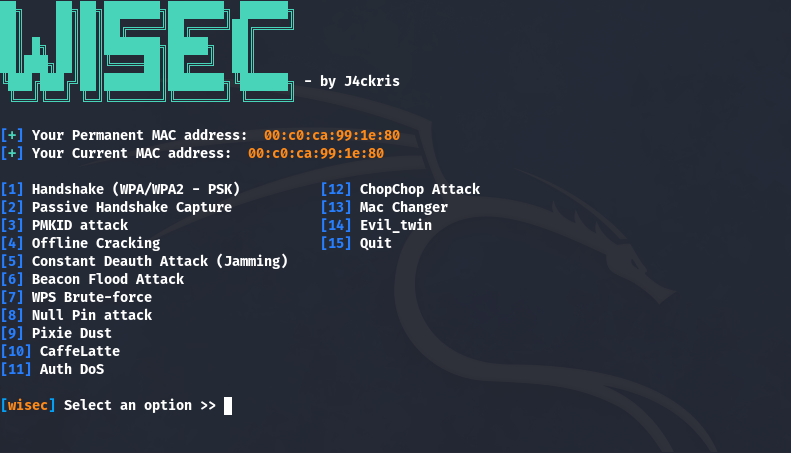 WISEC - by J4ckris
[+] Your Permanent MAC address: 00:c0:ca:99:1e:80
[+] Your Current MAC address: 00:c0:ca:99:1e:80
[1] Handshake (WPA/WPA2 - PSK) [12] ChopChop Attack
[2] Passive Handshake Capture [13] Mac Changer
[3] PMKID attack [14] Evil_twin
[4] Offline Cracking [15] Quit
[5] Constant Deauth Attack (Jamming)
[6] Beacon Flood Attack
[7] WPS Brute-force
[8] Null Pin attack
[9] Pixie Dust
[10] CaffeLatte
[11] Auth DoS
[wisec] Select an option >>